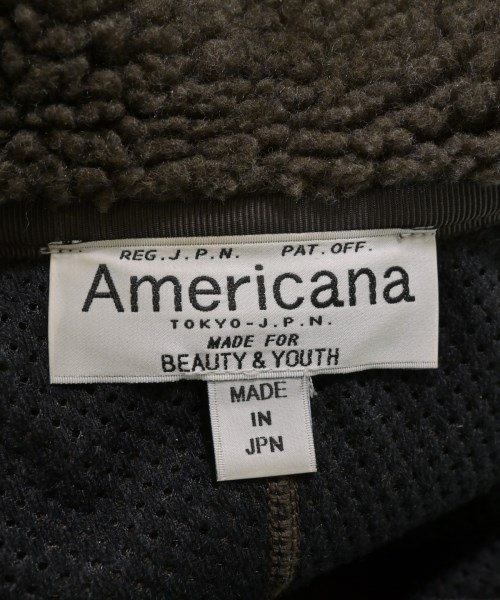 REG.J.P.N. PAT.OFF.
Americana
TOKYO-J.P.N.
MADE FOR
BEAUTY & YOUTH
MADE
IN
JPN